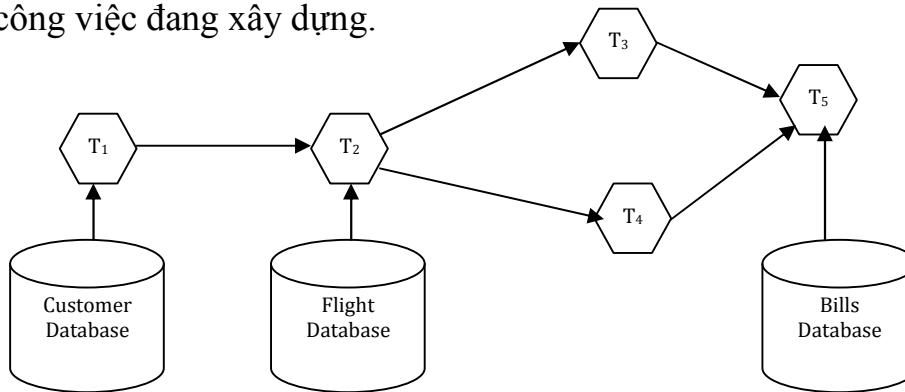 công việc đang xây dựng.
T₃
T₅
T₁
T₂
T₄
Customer
Database
Flight
Database
Bills
Database